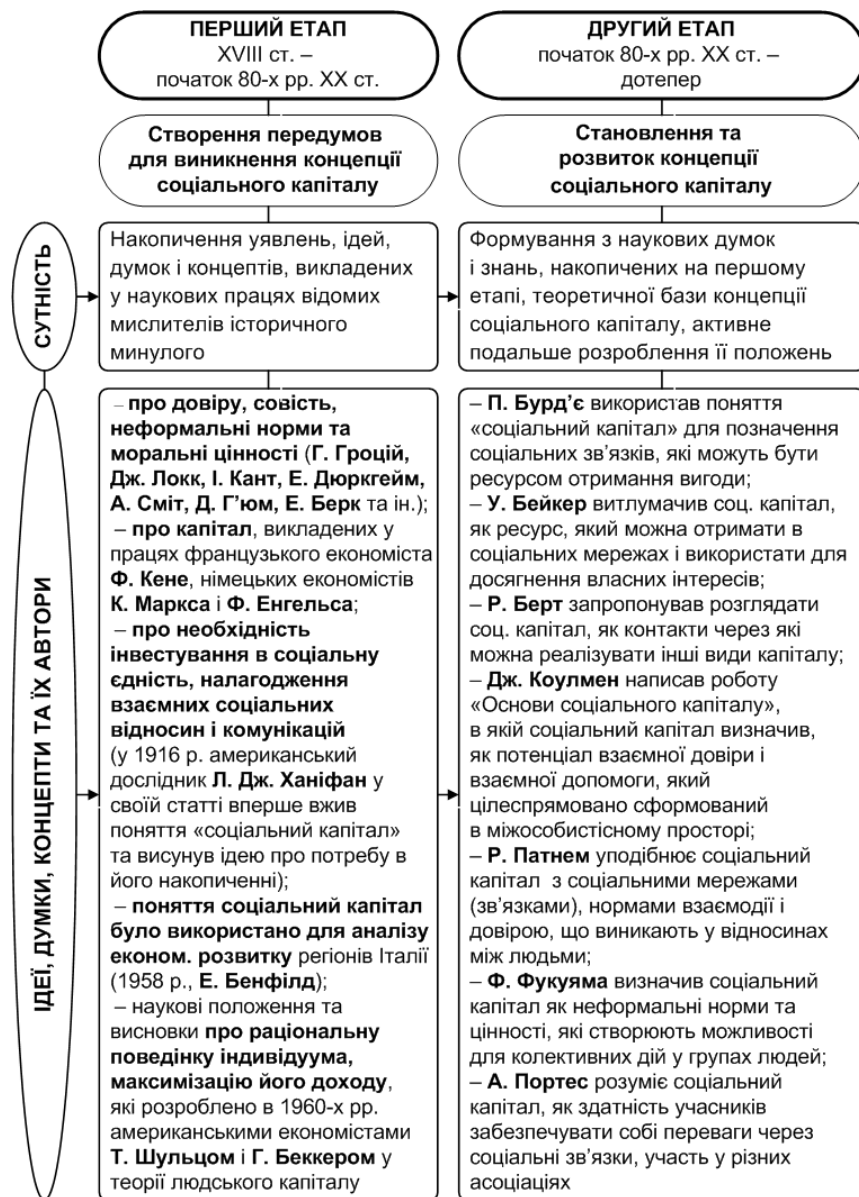 ПЕРШИЙ ЕТАП
XVIII ст. –
початок 80-х рр. XX ст.
ДРУГИЙ ЕТАП
початок 80-х рр. XX ст. –
дотепер
Створення передумов
для виникнення концепції
соціального капіталу
Становлення та
розвиток концепції
соціального капіталу
СУТНІСТЬ
Накопичення уявлень, ідей,
думок і концептів, викладених
у наукових працях відомих
мислителів історичного
минулого
Формування з наукових думок
і знань, накопичених на першому
етапі, теоретичної бази концепції
соціального капіталу, активне
подальше розроблення її положень
ІДЕЇ, ДУМКИ, КОНЦЕПТИ ТА ЇХ АВТОРИ
– про довіру, совість,
неформальні норми та
моральні цінності (Г. Гроцій,
Дж. Локк, І. Кант, Е. Дюркгейм,
А. Сміт, Д. Г’юм, Е. Берк та ін.);
– про капітал, викладених у
працях французького економіста
Ф. Кене, німецьких економістів
К. Маркса і Ф. Енгельса;
– про необхідність
інвестування в соціальну
єдність, налагодження
взаємних соціальних
відносин і комунікацій
(у 1916 р. американський
дослідник Л. Дж. Ханіфан у
своїй статті вперше вжив
поняття «соціальний капітал»
та висунув ідею про потребу в
його накопиченні);
– поняття соціальний капітал
було використано для аналізу
економ. розвитку регіонів Італії
(1958 р., Е. Бенфілд);
– наукові положення та
висновки про раціональну
поведінку індивідуума,
максимізацію його доходу,
які розроблено в 1960-х рр.
американськими економістами
Т. Шульцом і Г. Беккером у
теорії людського капіталу
– П. Бурд’є використав поняття
«соціальний капітал» для позначення
соціальних зв’язків, які можуть бути
ресурсом отримання вигоди;
– У. Бейкер витлумачив соц. капітал,
як ресурс, який можна отримати в
соціальних мережах і використати для
досягнення власних інтересів;
– Р. Берт запропонував розглядати
соц. капітал, як контакти через які
можна реалізувати інші види капіталу;
– Дж. Коулмен написав роботу
«Основи соціального капіталу»,
в якій соціальний капітал визначив,
як потенціал взаємної довіри і
взаємної допомоги, який
цілеспрямовано сформований
в міжособистісному просторі;
– Р. Патнем уподібнює соціальний
капітал з соціальними мережами
(зв’язками), нормами взаємодії і
довірою, що виникають у відносинах
між людьми;
– Ф. Фукуяма визначив соціальний
капітал як неформальні норми та
цінності, які створюють можливості
для колективних дій у групах людей;
– А. Портес розуміє соціальний
капітал, як здатність учасників
забезпечувати собі переваги через
соціальні зв’язки, участь у різних
асоціаціях